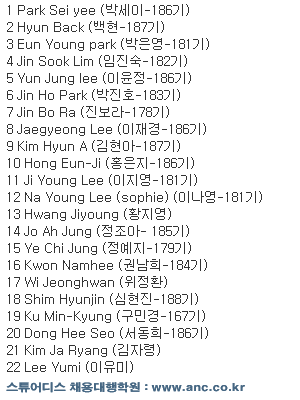 1 Park Sei yee (박세이-186기)
2 Hyun Back (백현-187기)
3 Eun Young park (박은영-181기)
4 Jin Sook Lim (임진숙-182기)
5 Yun Jung lee (이윤정-186기)
6 Jin Ho Park (박진호-183기)
7 Jin Bo Ra (진보라-178기)
8 Jaegyeong Lee (이재경-186기)
9 Kim Hyun A (김현아-187기)
10 Hong Eun-Ji (홍은지-186기)
11 Ji Young Lee (이지영-181기)
12 Na Young Lee (sophie) (이나영-181기)
13 Hwang Jiyoung (황지영)
14 Jo Ah Jung (정조아- 185기)
15 Ye Chi Jung (정예지-179기)
16 Kwon Namhee (권남희-184기)
17 Wi Jeonghwan (위정환)
18 Shim Hyunjin (심현진-188기)
19 Ku Min-Kyung (구민경-167기)
20 Dong Hee Seo (서동희-186기)
21 Kim Ja Ryang (김자형)
22 Lee Yumi (이유미)
스튜어디스 채용대행학원 : www.anc.co.kr